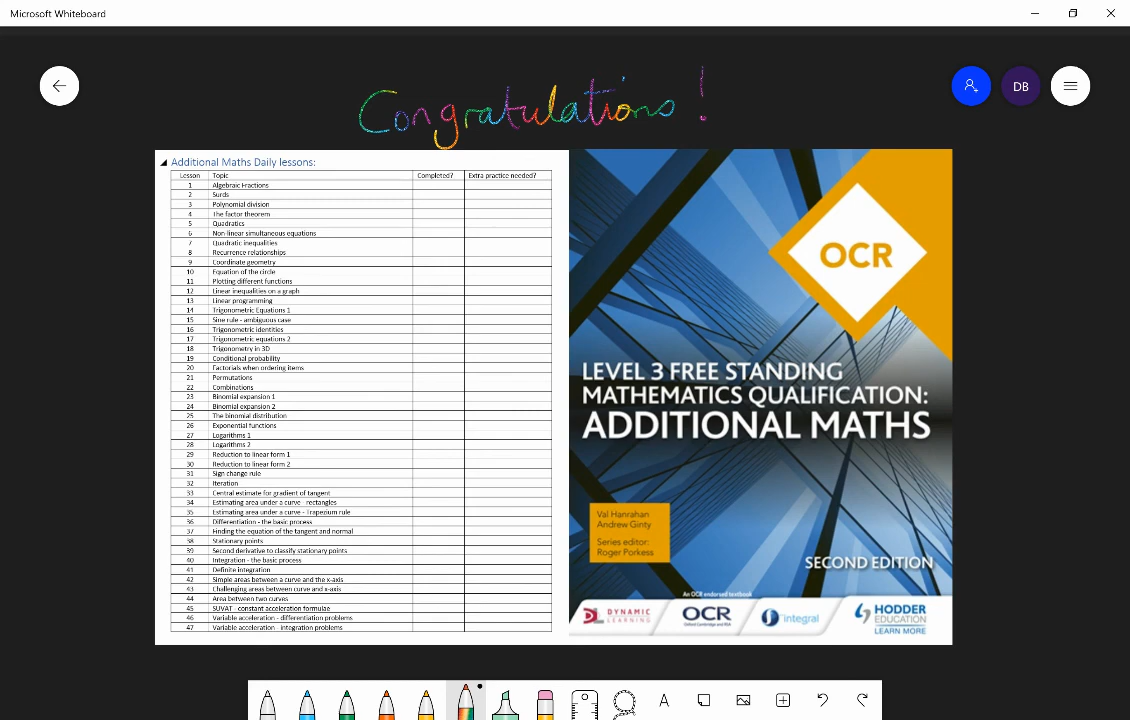 Microsoft Whiteboard
DB
Congratulations!
Additional Maths Daily lessons:
Lesson Topic Completed? Extra practice needed?
1 Algebraic Fractions
2 Surds
3 Polynomial division
4 The factor theorem
5 Quadratics
6 Non-linear simultaneous equations
7 Quadratic inequalities
8 Recurrence relationships
9 Coordinate geometry
10 Equation of the circle
11 Plotting different functions
12 Linear inequalities on a graph
13 Linear programming
14 Trigonometric Equations 1
15 Sine rule - ambiguous case
16 Trigonometric identities
17 Trigonometric equations 2
18 Trigonometry in 3D
19 Conditional probability
20 Factorials when ordering items
21 Permutations
22 Combinations
23 Binomial expansion 1
24 Binomial expansion 2
25 The binomial distribution
26 Exponential functions
27 Logarithms 1
28 Logarithms 2
29 Reduction to linear form 1
30 Reduction to linear form 2
31 Sign change rule
32 Iteration
33 Central estimate for gradient of tangent
34 Estimating area under a curve - rectangles
35 Estimating area under a curve - Trapezium rule
36 Differentiation - the basic process
37 Finding the equation of the tangent and normal
38 Stationary points
39 Second derivative to classify stationary points
40 Integration - the basic process
41 Definite integration
42 Simple areas between a curve and the x-axis
43 Challenging areas between curve and x-axis
44 Area between two curves
45 SUVAT - constant acceleration formulae
46 Variable acceleration - differentiation problems
47 Variable acceleration - integration problems
OCR
LEVEL 3 FREE STANDING
MATHEMATICS QUALIFICATION:
ADDITIONAL MATHS
Val Hanrahan
Andrew Ginty
Series editor:
Roger Porkess
SECOND EDITION
An OCR endorsed textbook
DYNAMIC
LEARNING
OCR
Oxford Cambridge and RSA
integral
HODDER
EDUCATION
LEARN MORE
A